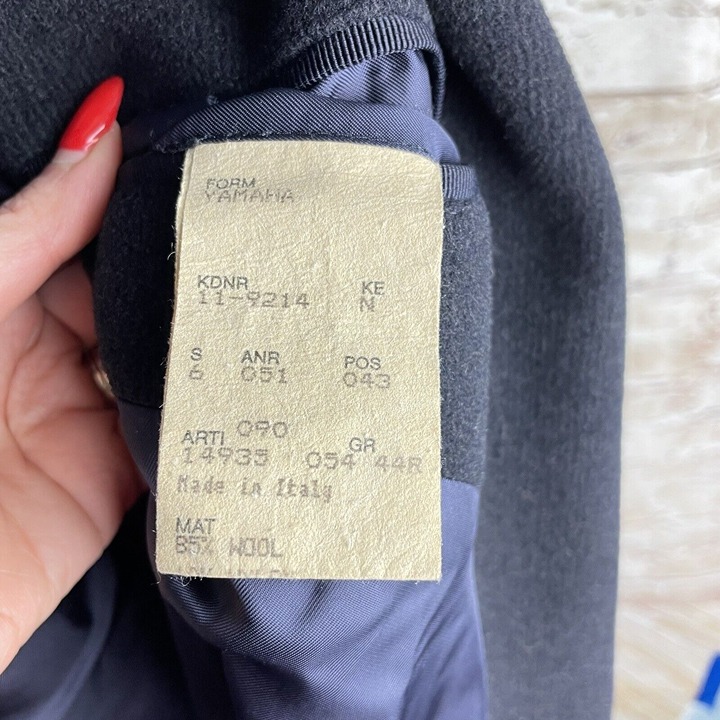 FORM
YAMAHA
KDNR KE
11-9214 N
S ANR POS
6 051 043
ARTI 090 GR
14935 054 44R
Made in Italy
MAT
85% WOOL